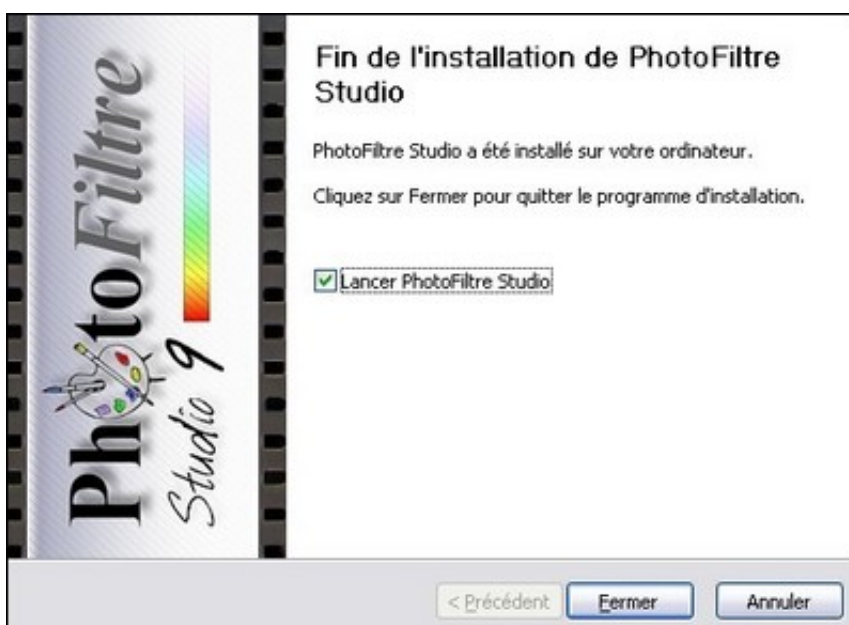 PhotoFiltre
Studio 9
Fin de l'installation de PhotoFiltre
Studio
PhotoFiltre Studio a été installé sur votre ordinateur.
Cliquez sur Fermer pour quitter le programme d'installation.
Lancer PhotoFiltre Studio
< Précédent
Fermer
Annuler